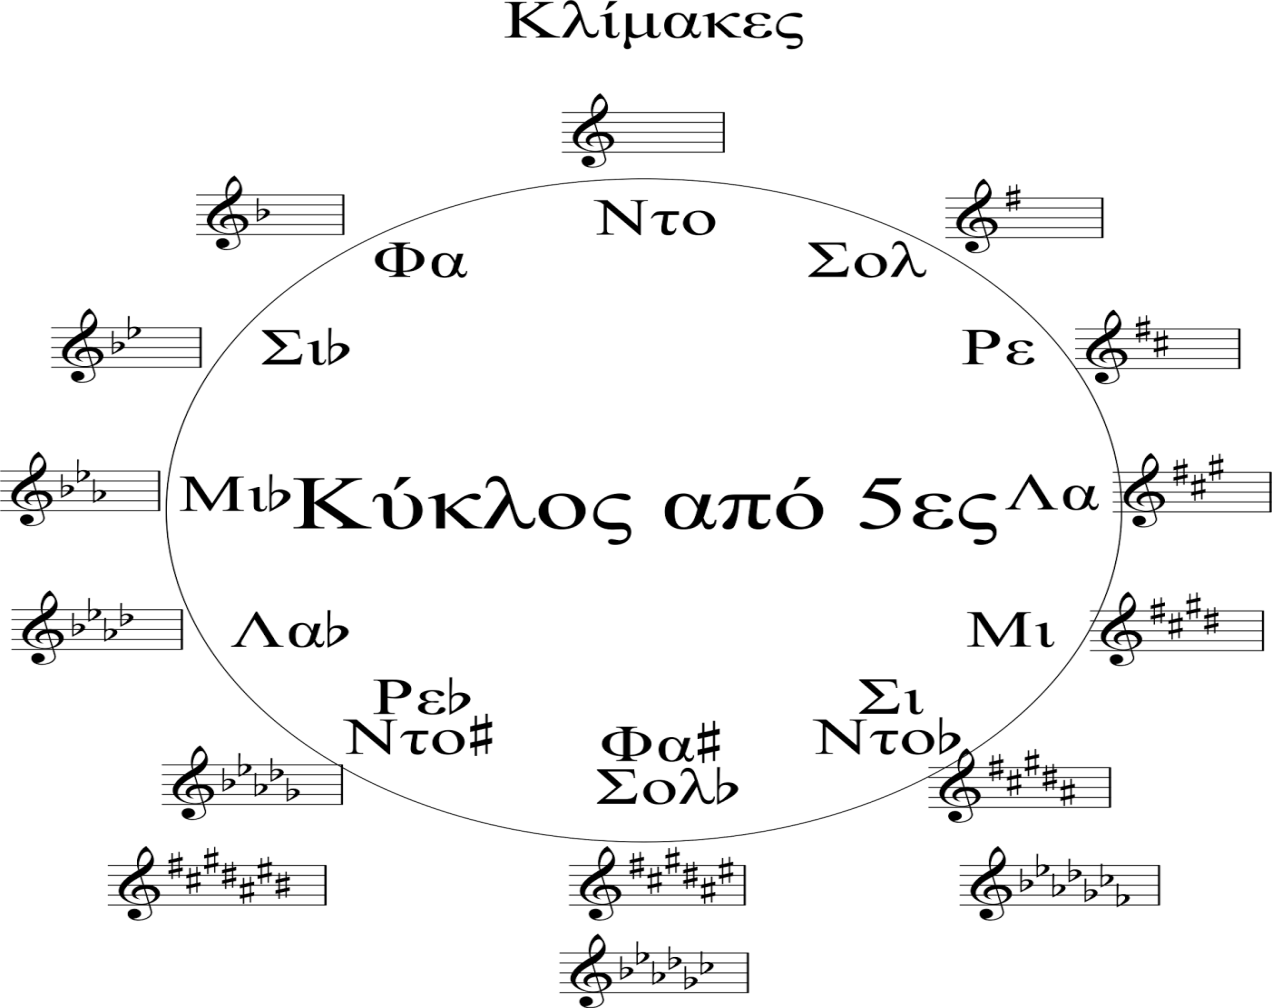 Κλίμακες
Ντο
Φα
Σολ
Σι♭
Ρε
Μι♭
Κύκλος από 5ες
Λα
Λα♭
Μι
Ρε♭
Ντο♯
Φα♯
Σολ♭
Σι
Ντο♭